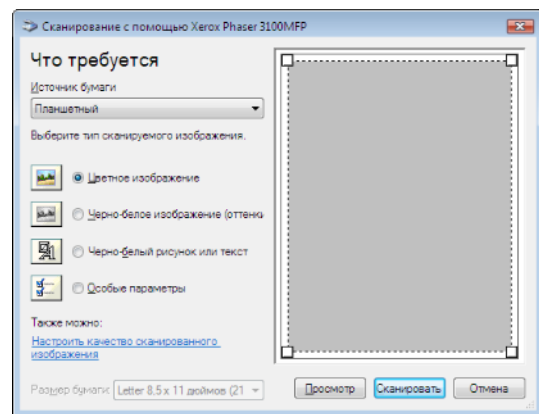 Сканирование с помощью Xerox Phaser 3100MFP
Что требуется
Источник бумаги
Планшетный
Выберите тип сканируемого изображения.
Цветное изображение
Черно-белое изображение (оттенки
Черно-белый рисунок или текст
Особые параметры
Также можно:
Настроить качество сканированного
изображения
Размер бумаги: Letter 8,5 x 11 дюймов (21
Просмотр Сканировать Отмена